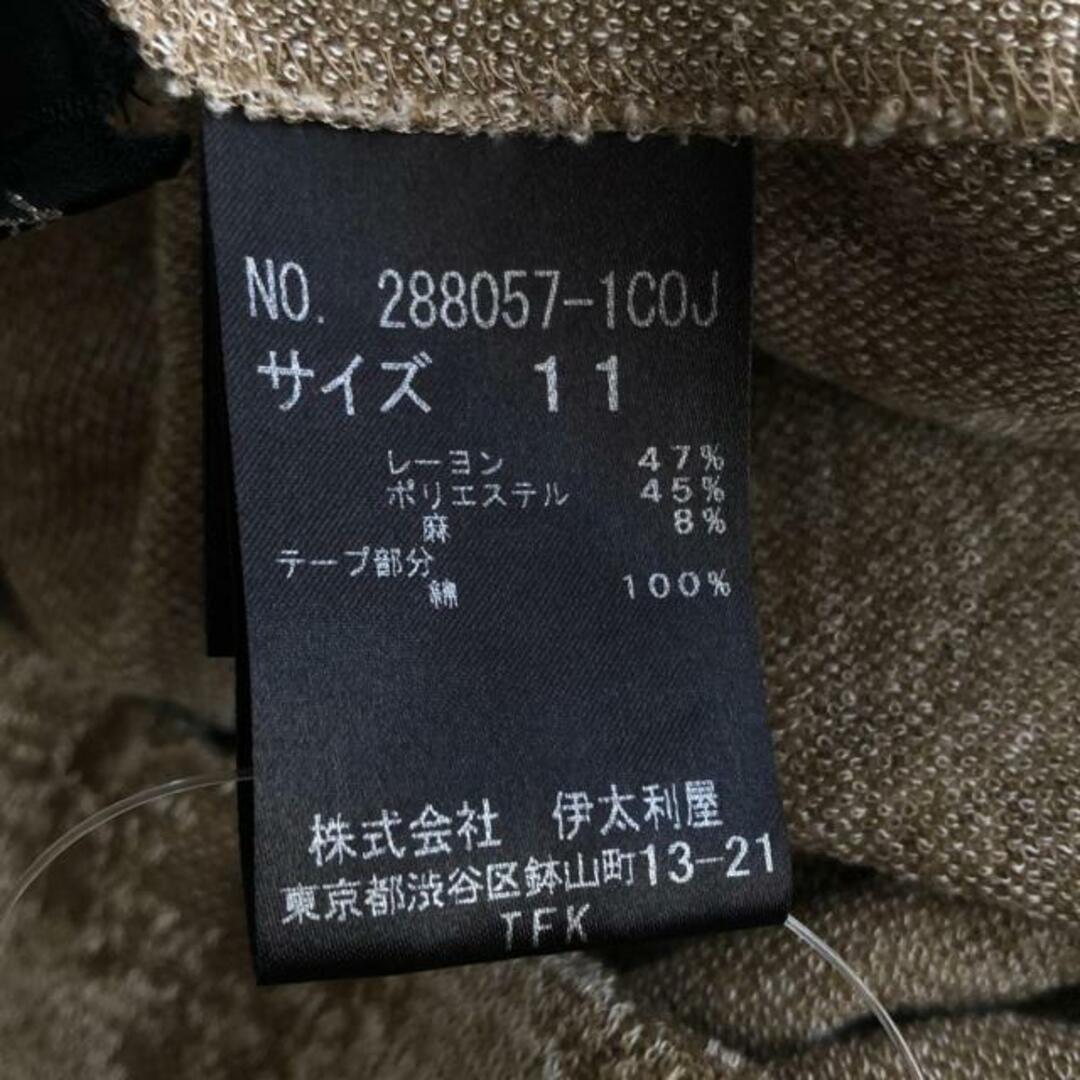 NO. 288057-1COJ
サイズ 11
レーヨン 47%
ポリエステル 45%
麻 8%
テープ部分
綿 100%
株式会社 伊太利屋
東京都渋谷区鉢山町13-21
TFK